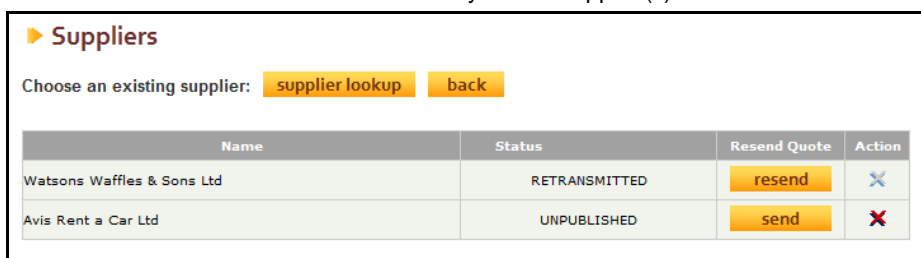 Suppliers
Choose an existing supplier: supplier lookup back
Name Status Resend Quote Action
Watsons Waffles & Sons Ltd RETRANSMITTED resend
Avis Rent a Car Ltd UNPUBLISHED send